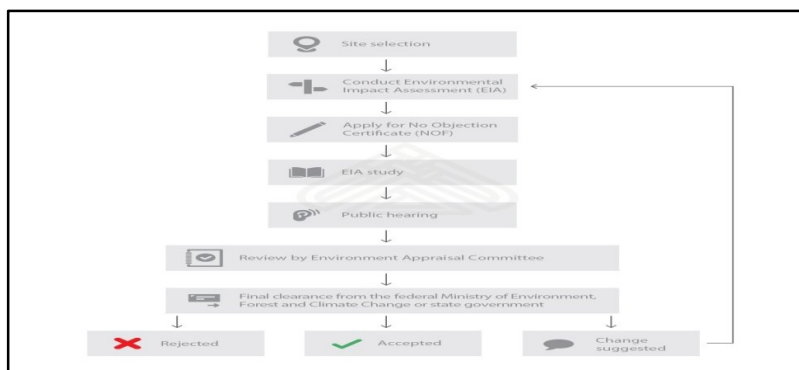 Site selection
Conduct Environmental
Impact Assessment (EIA)
Apply for No Objection
Certificate (NOF)
EIA study
Public hearing
Review by Environment Appraisal Committee
Final clearance from the federal Ministry of Environment,
Forest and Climate Change or state government
Rejected
Accepted
Change
suggested